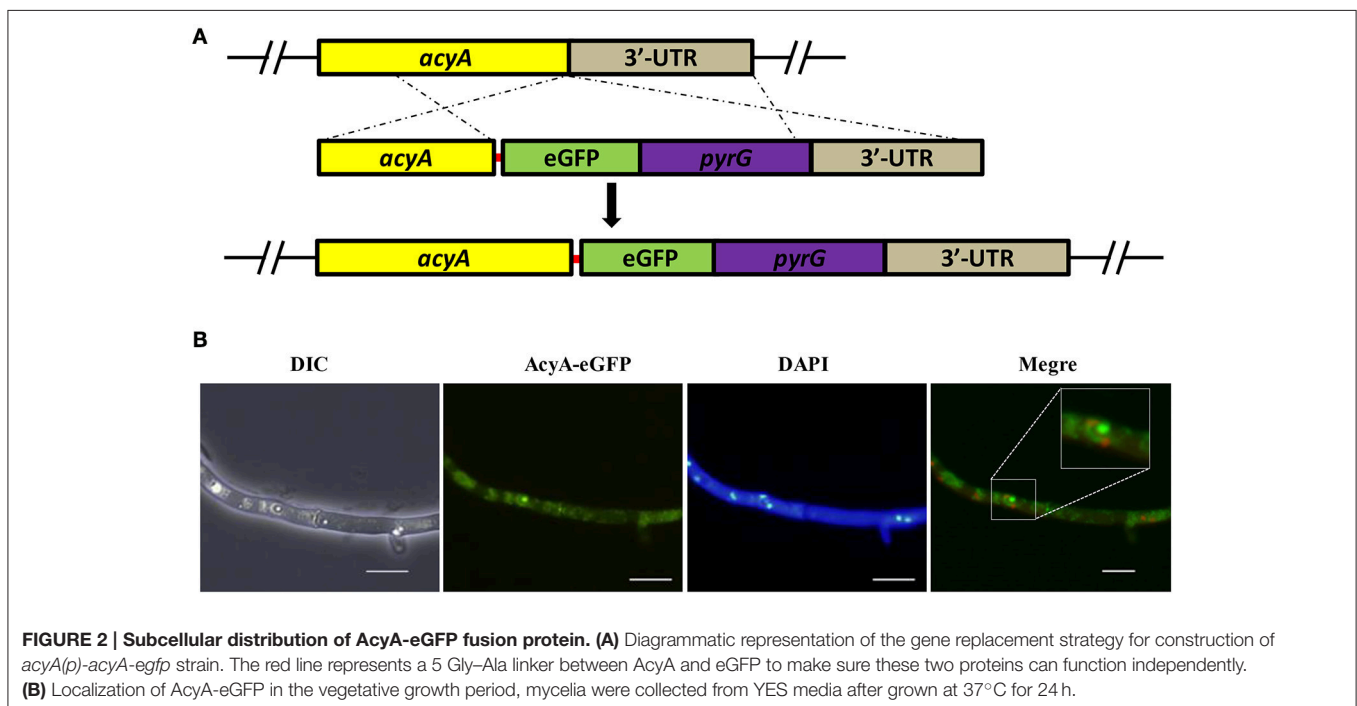 A
acyA 3’-UTR
acyA eGFP pyrG 3’-UTR
acyA eGFP pyrG 3’-UTR
B
DIC AcyA-eGFP DAPI Megre
FIGURE 2 | Subcellular distribution of AcyA-eGFP fusion protein. (A) Diagrammatic representation of the gene replacement strategy for construction of
acyA(p)-acyA-egfp strain. The red line represents a 5 Gly–Ala linker between AcyA and eGFP to make sure these two proteins can function independently.
(B) Localization of AcyA-eGFP in the vegetative growth period, mycelia were collected from YES media after grown at 37°C for 24 h.